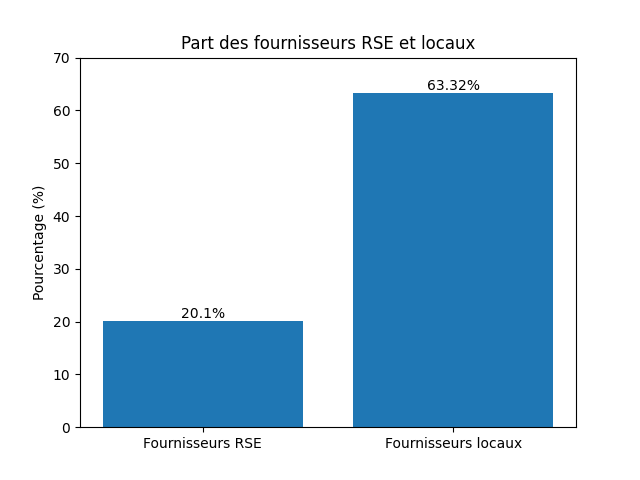 Part des fournisseurs RSE et locaux
70
60
50
40
30
20
10
0
Pourcentage (%)
20.1%
63.32%
Fournisseurs RSE
Fournisseurs locaux